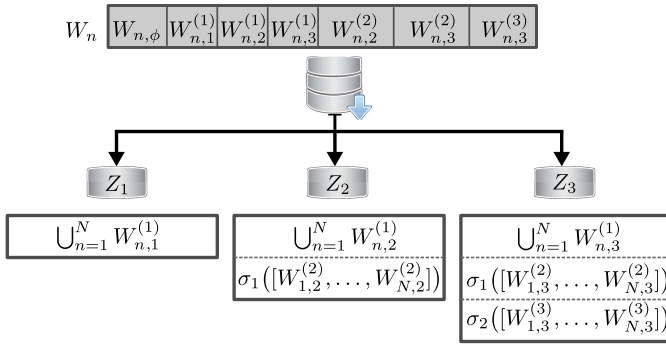 W_n W_{n,ϕ} W_{n,1}^{(1)} W_{n,2}^{(1)} W_{n,3}^{(1)} W_{n,2}^{(2)} W_{n,3}^{(2)} W_{n,3}^{(3)}
Z_1 Z_2 Z_3
⋃_{n=1}^{N} W_{n,1}^{(1)} ⋃_{n=1}^{N} W_{n,2}^{(1)} ⋃_{n=1}^{N} W_{n,3}^{(1)}
σ_1([W_{1,2}^{(2)}, . . . , W_{N,2}^{(2)}]) σ_1([W_{1,3}^{(2)}, . . . , W_{N,3}^{(2)}])
σ_2([W_{1,3}^{(3)}, . . . , W_{N,3}^{(3)}])